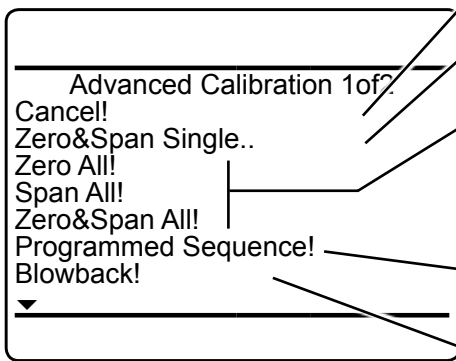 Advanced Calibration 1of2
Cancel!
Zero&Span Single..
Zero All!
Span All!
Zero&Span All!
Programmed Sequence!
Blowback!